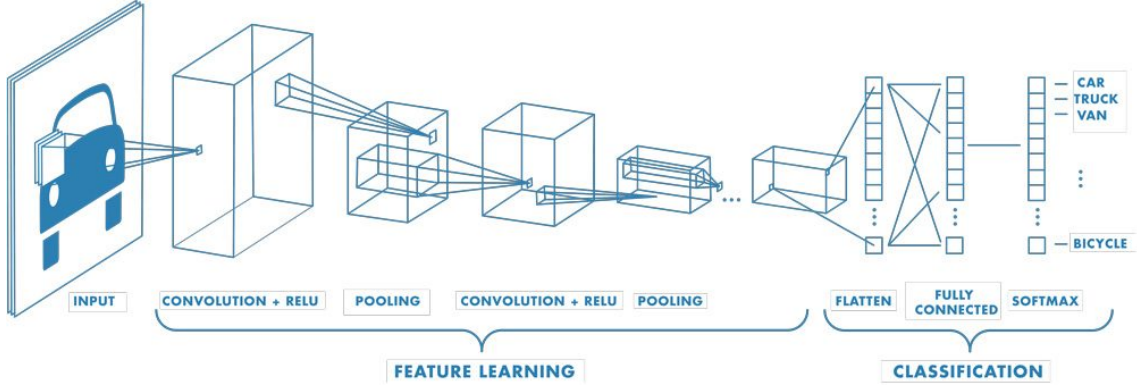 CAR
TRUCK
VAN
BICYCLE
INPUT
CONVOLUTION + RELU
POOLING
CONVOLUTION + RELU
POOLING
FLATTEN
FULLY
CONNECTED
SOFTMAX
FEATURE LEARNING
CLASSIFICATION